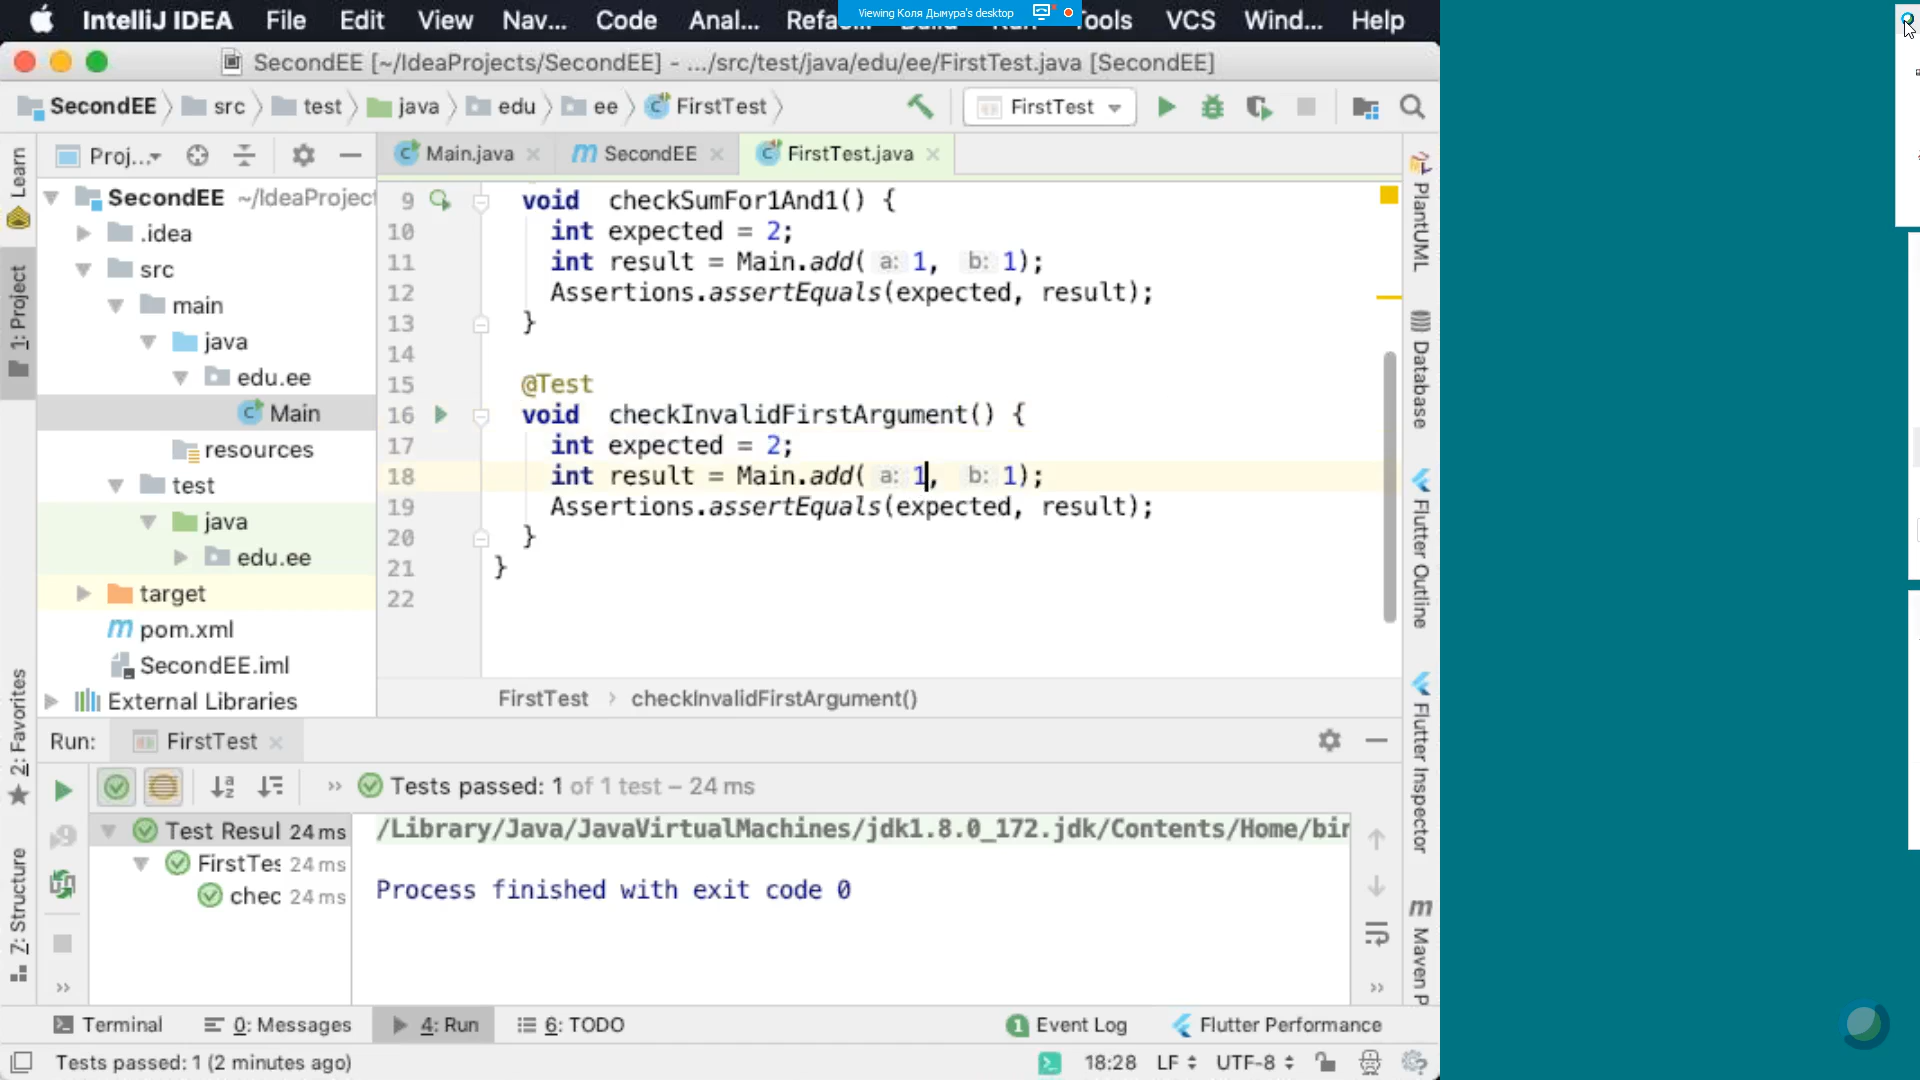 IntelliJ IDEA File Edit View Nav... Code Anal... Refa... Build Run Tools VCS Wind... Help
Viewing Коля Дымура's desktop
SecondEE [~/IdeaProjects/SecondEE] - .../src/test/java/edu/ee/FirstTest.java [SecondEE]
SecondEE src test java edu ee FirstTest
FirstTest
Proj...
Main.java
SecondEE
FirstTest.java
Learn
1: Project
2: Favorites
7: Structure
SecondEE ~/IdeaProject
.idea
src
main
java
edu.ee
Main
resources
test
java
edu.ee
target
pom.xml
SecondEE.iml
External Libraries
9 void checkSumFor1And1() {
10 int expected = 2;
11 int result = Main.add( a: 1, b: 1);
12 Assertions.assertEquals(expected, result);
13 }
14
15 @Test
16 void checkInvalidFirstArgument() {
17 int expected = 2;
18 int result = Main.add( a: 1, b: 1);
19 Assertions.assertEquals(expected, result);
20 }
21 }
22
FirstTest › checkInvalidFirstArgument()
PlantUML
Database
Flutter Outline
Flutter Inspector
Maven P
Run: FirstTest
» Tests passed: 1 of 1 test – 24 ms
Test Resul 24 ms
FirstTes 24 ms
chec 24 ms
/Library/Java/JavaVirtualMachines/jdk1.8.0_172.jdk/Contents/Home/bin
Process finished with exit code 0
Terminal 0: Messages 4: Run 6: TODO 1 Event Log Flutter Performance
Tests passed: 1 (2 minutes ago) 18:28 LF UTF-8